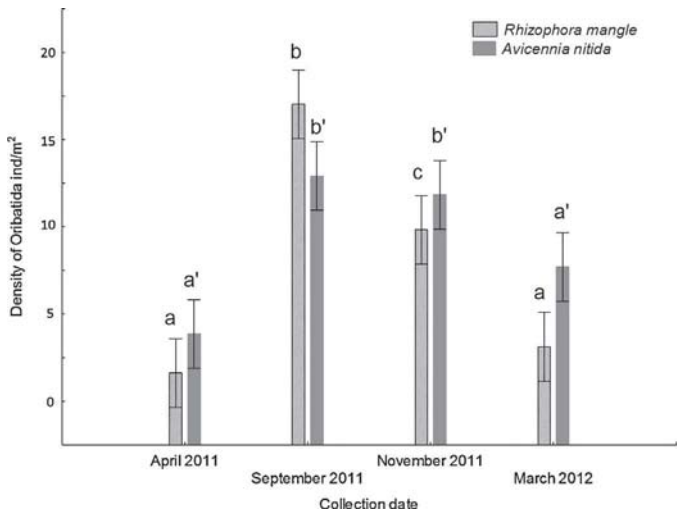 Rhizophora mangle
Avicennia nitida
Density of Oribatida ind/m²
20
15
10
5
0
b
b'
b'
c
a'
a'
a
a
April 2011
September 2011
November 2011
March 2012
Collection date